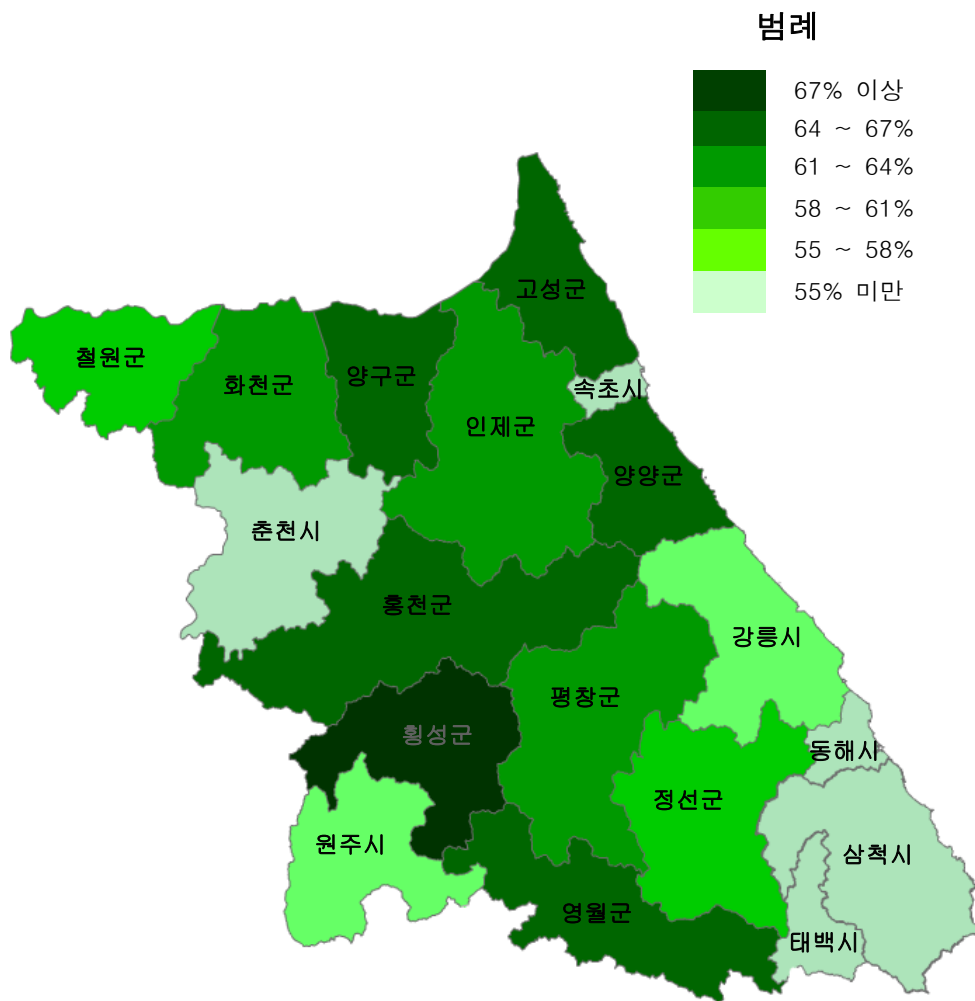 범례
67% 이상
64 ~ 67%
61 ~ 64%
58 ~ 61%
55 ~ 58%
55% 미만
고성군
철원군
화천군
양구군
속초시
인제군
양양군
춘천시
홍천군
강릉시
평창군
횡성군
동해시
정선군
원주시
삼척시
영월군
태백시